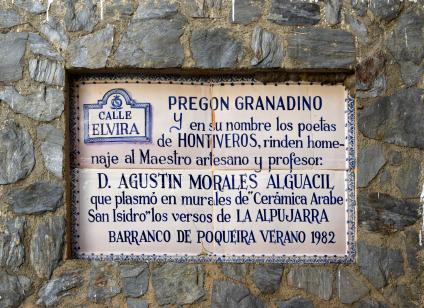 CALLE
ELVIRA
PREGON GRANADINO
y en su nombre los poetas
de HONTIVEROS, rinden home-
naje al Maestro artesano y profesor:
D. AGUSTIN MORALES ALGUACIL
que plasmó en murales de "Cerámica Arabe
San Isidro" los versos de LA ALPUJARRA
BARRANCO DE POQUEIRA VERANO 1982